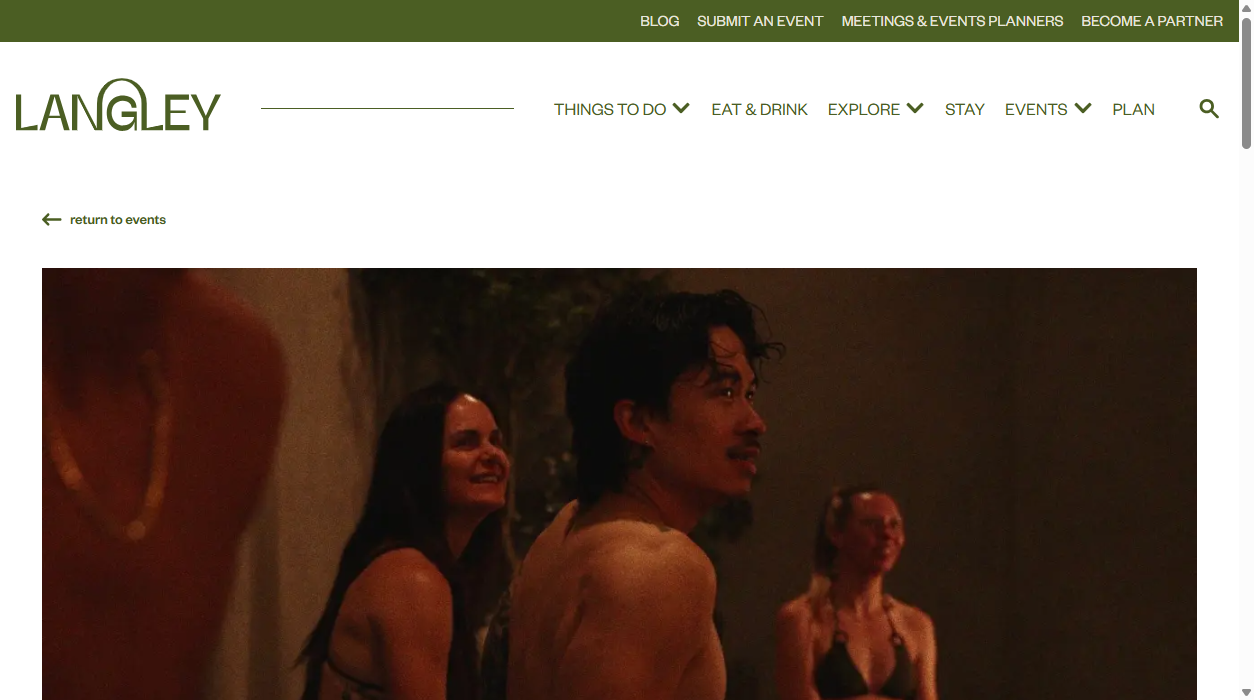 BLOG SUBMIT AN EVENT MEETINGS & EVENTS PLANNERS BECOME A PARTNER
LANGLEY
THINGS TO DO EAT & DRINK EXPLORE STAY EVENTS PLAN
return to events